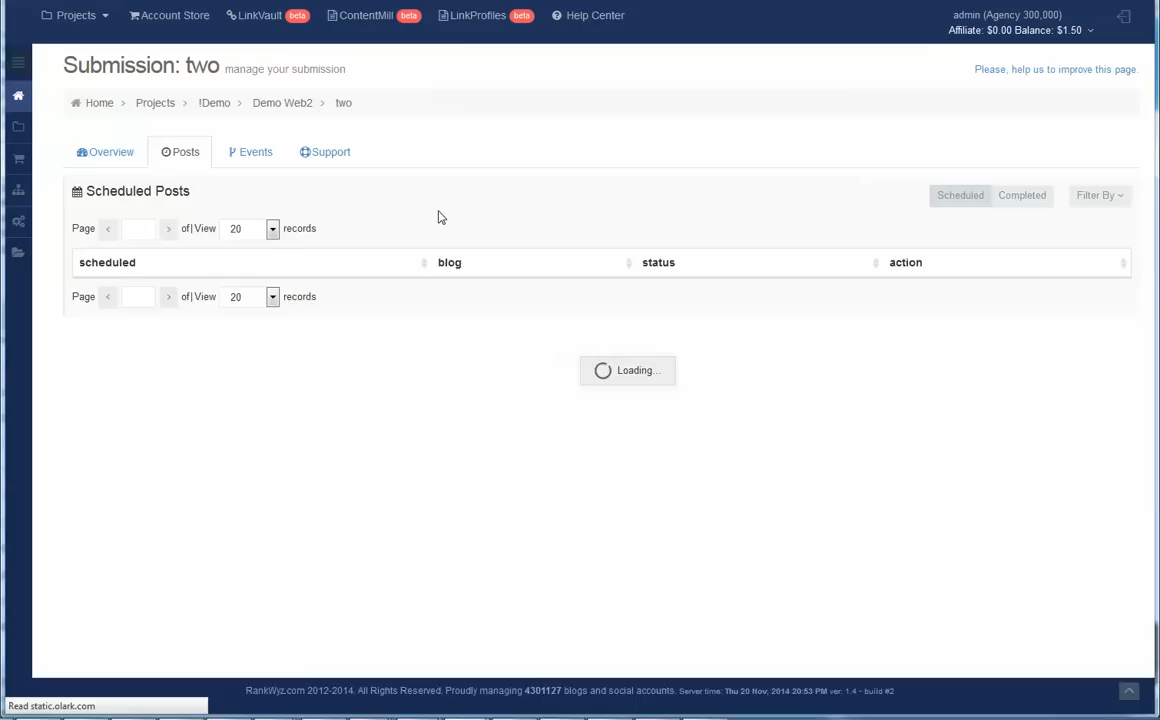 Projects Account Store LinkVault beta ContentMill beta LinkProfiles beta Help Center admin (Agency 300,000)
Affiliate: $0.00 Balance: $1.50
Submission: two manage your submission Please, help us to improve this page.
Home > Projects > !Demo > Demo Web2 > two
Overview Posts Events Support
Scheduled Posts Scheduled Completed Filter By
Page < > of| View 20 records
scheduled blog status action
Page < > of| View 20 records
Loading...
RankWyz.com 2012-2014. All Rights Reserved. Proudly managing 4301127 blogs and social accounts. Server time: Thu 20 Nov, 2014 20:53 PM ver: 1.4 - build #2
Read static.olark.com